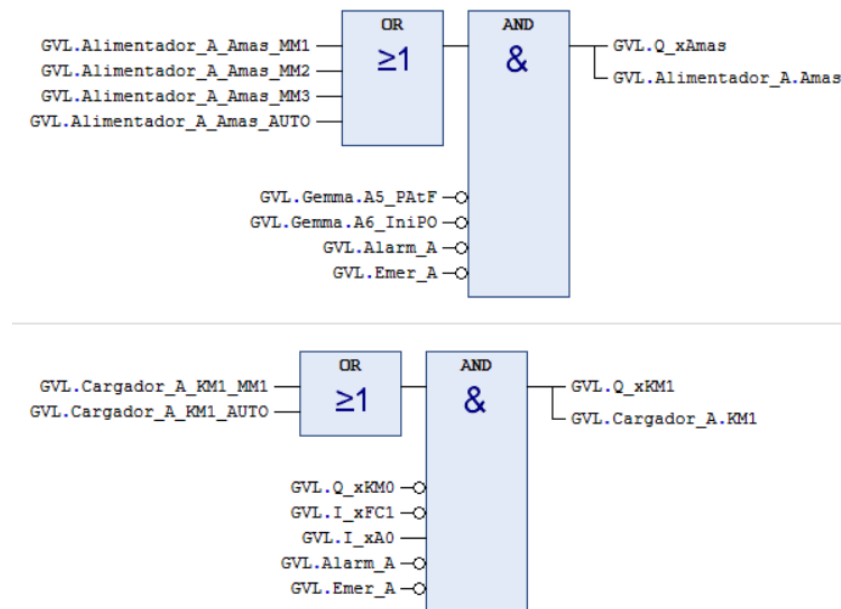 OR
AND
GVL.Alimentador_A_Amas_MM1
≥1
&
GVL.Q_xAmas
GVL.Alimentador_A_Amas_MM2
GVL.Alimentador_A.Amas
GVL.Alimentador_A_Amas_MM3
GVL.Alimentador_A_Amas_AUTO
GVL.Gemma.A5_PAtF
GVL.Gemma.A6_IniPO
GVL.Alarm_A
GVL.Emer_A
OR
AND
GVL.Cargador_A_KM1_MM1
≥1
&
GVL.Q_xKM1
GVL.Cargador_A_KM1_AUTO
GVL.Cargador_A.KM1
GVL.Q_xKM0
GVL.I_xFC1
GVL.I_xA0
GVL.Alarm_A
GVL.Emer_A